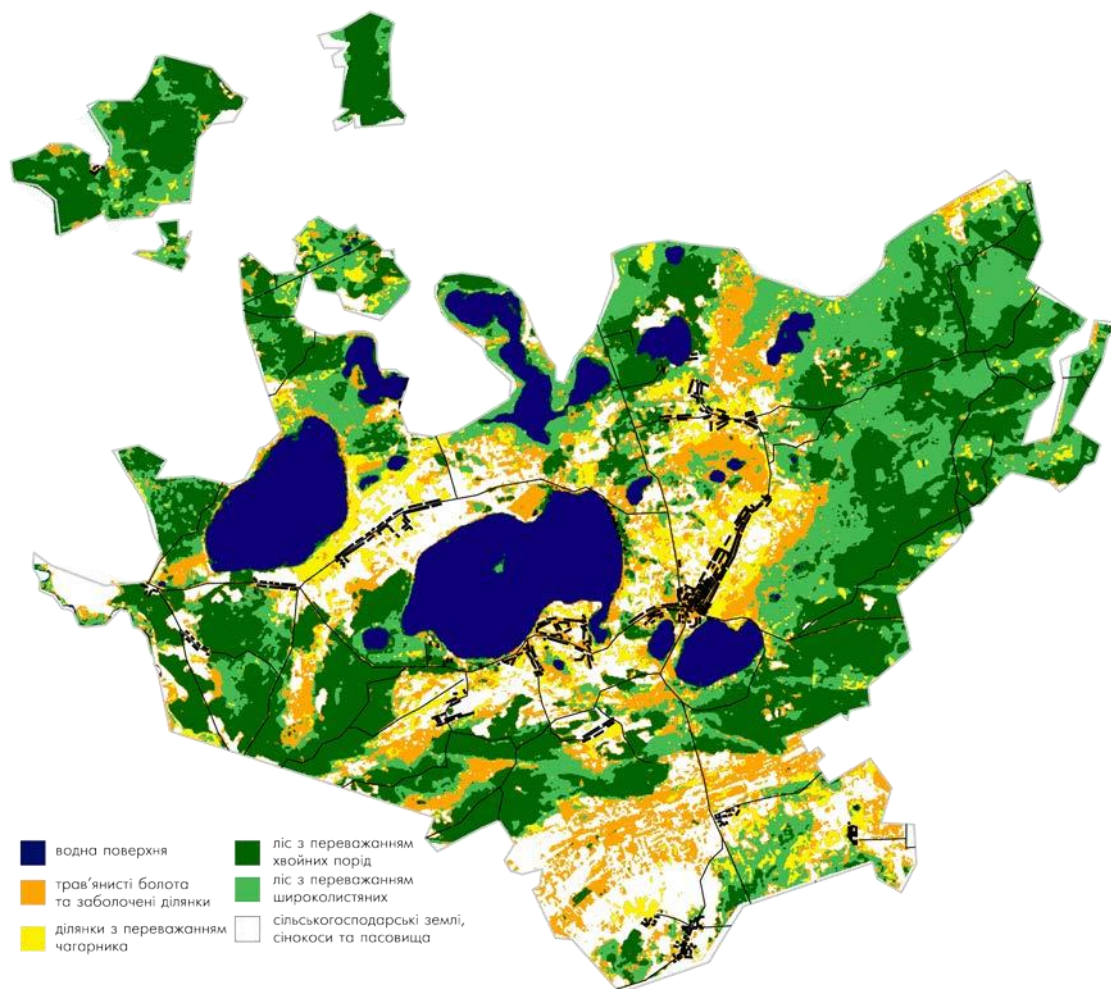 водна поверхня
трав'янисті болота
та заболочені ділянки
ділянки з переважанням
чагарника
ліс з переважанням
хвойних порід
ліс з переважанням
широколистяних
сільськогосподарські землі,
сінокоси та пасовища